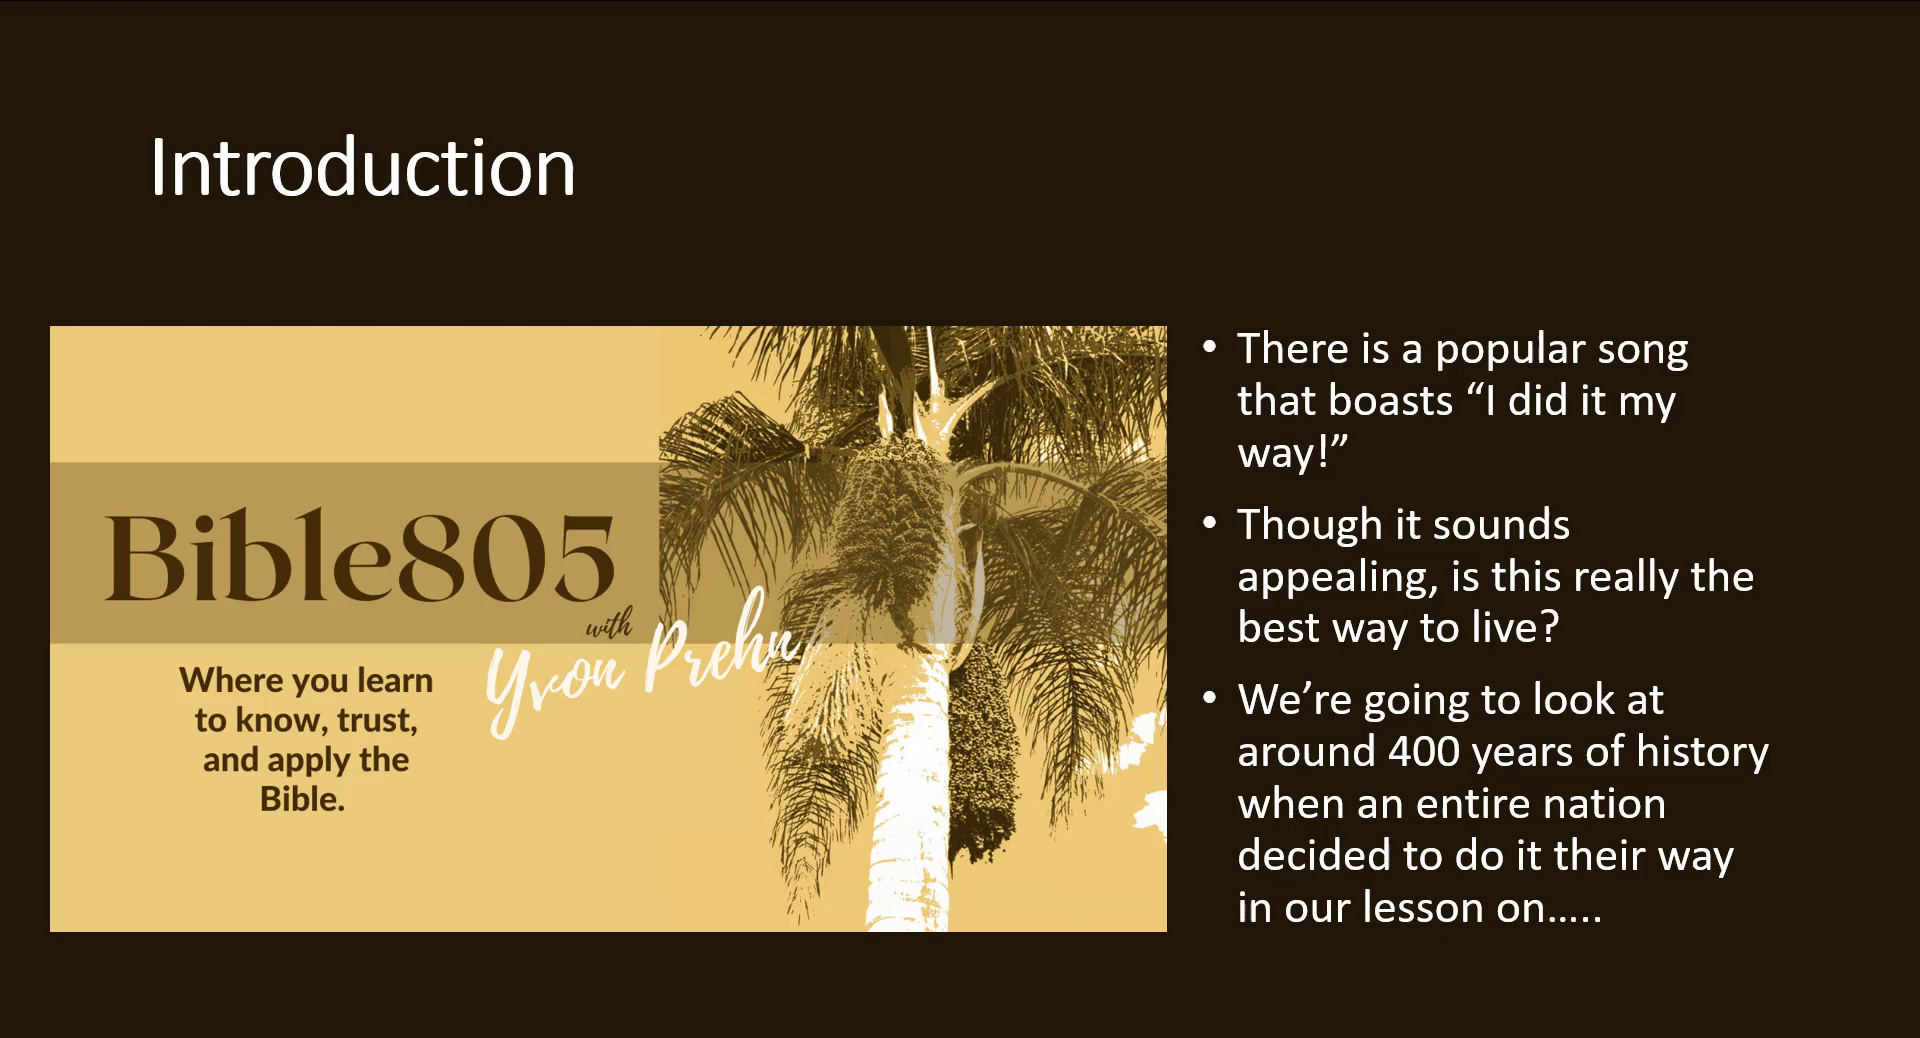 Introduction
Bible805
with
Yvon Prehn
Where you learn
to know, trust,
and apply the
Bible.
• There is a popular song
that boasts “I did it my
way!”
• Though it sounds
appealing, is this really the
best way to live?
• We’re going to look at
around 400 years of history
when an entire nation
decided to do it their way
in our lesson on…..